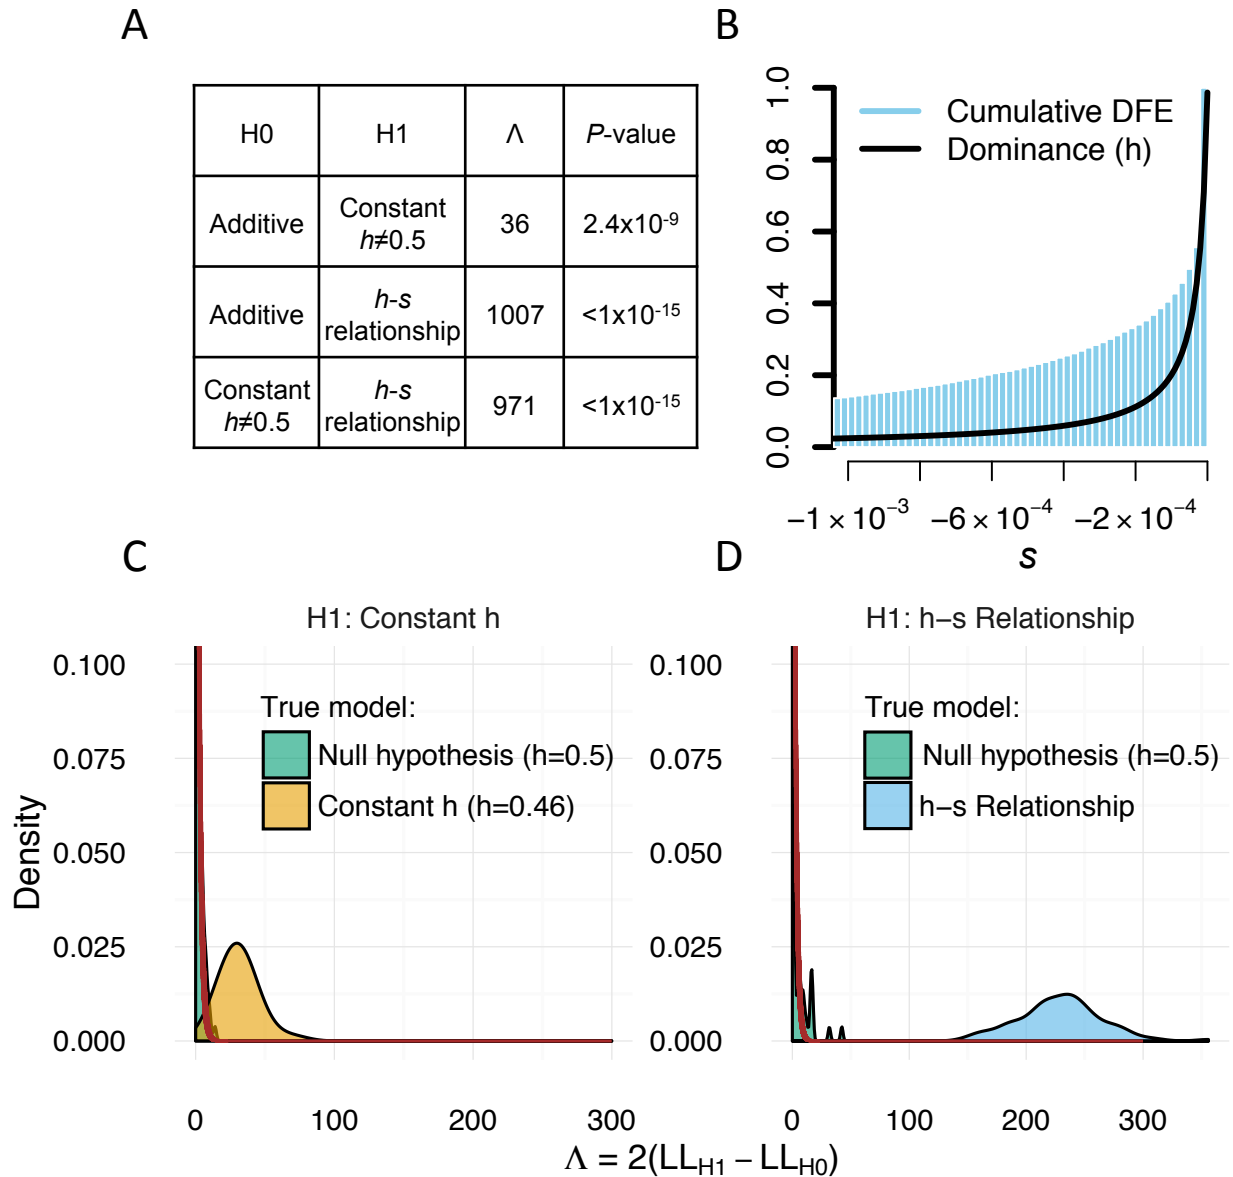 A
H0 H1 Λ P-value
Additive Constant h≠0.5 36 2.4x10⁻⁹
Additive h-s relationship 1007 <1x10⁻¹⁵
Constant h≠0.5 h-s relationship 971 <1x10⁻¹⁵
B
1.0
0.8
0.6
0.4
0.2
0.0
Cumulative DFE
Dominance (h)
−1 × 10⁻³ −6 × 10⁻⁴ −2 × 10⁻⁴
s
C
H1: Constant h
Density
0.100
0.075
0.050
0.025
0.000
True model:
Null hypothesis (h=0.5)
Constant h (h=0.46)
0 100 200 300
D
H1: h−s Relationship
0.100
0.075
0.050
0.025
0.000
True model:
Null hypothesis (h=0.5)
h−s Relationship
0 100 200 300
Λ = 2(LL_H1 − LL_H0)